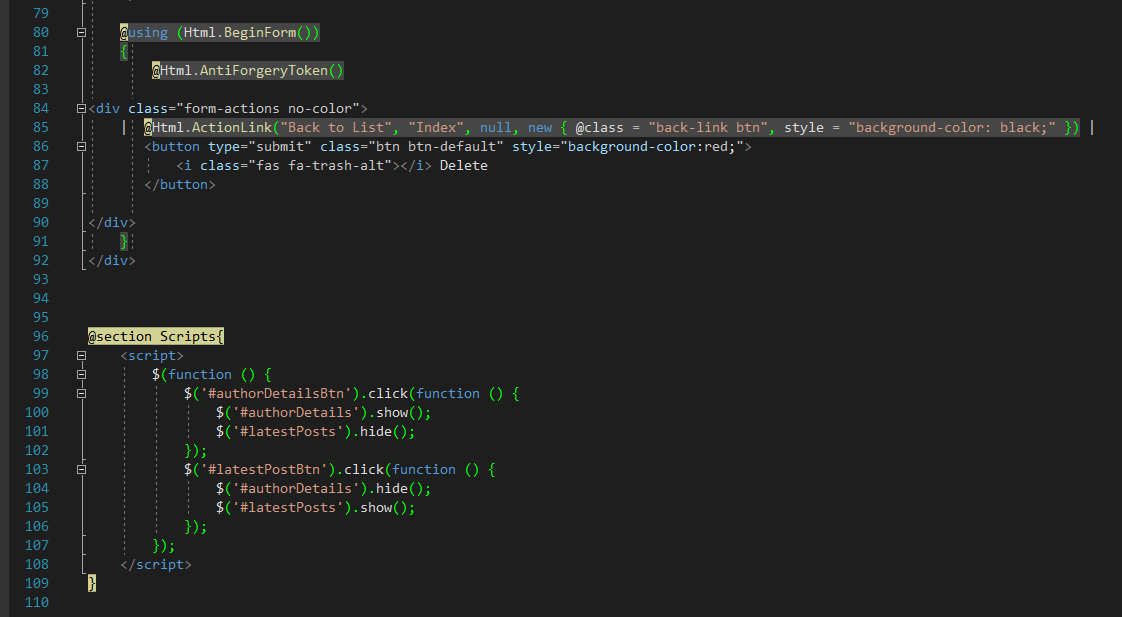 79
80 @using (Html.BeginForm())
81 {
82 @Html.AntiForgeryToken()
83
84 <div class="form-actions no-color">
85 | @Html.ActionLink("Back to List", "Index", null, new { @class = "back-link btn", style = "background-color: black;" }) |
86 <button type="submit" class="btn btn-default" style="background-color:red;">
87 <i class="fas fa-trash-alt"></i> Delete
88 </button>
89
90 </div>
91 }
92 </div>
93
94
95
96 @section Scripts{
97 <script>
98 $(function () {
99 $('#authorDetailsBtn').click(function () {
100 $('#authorDetails').show();
101 $('#latestPosts').hide();
102 });
103 $('#latestPostBtn').click(function () {
104 $('#authorDetails').hide();
105 $('#latestPosts').show();
106 });
107 });
108 </script>
109 }
110